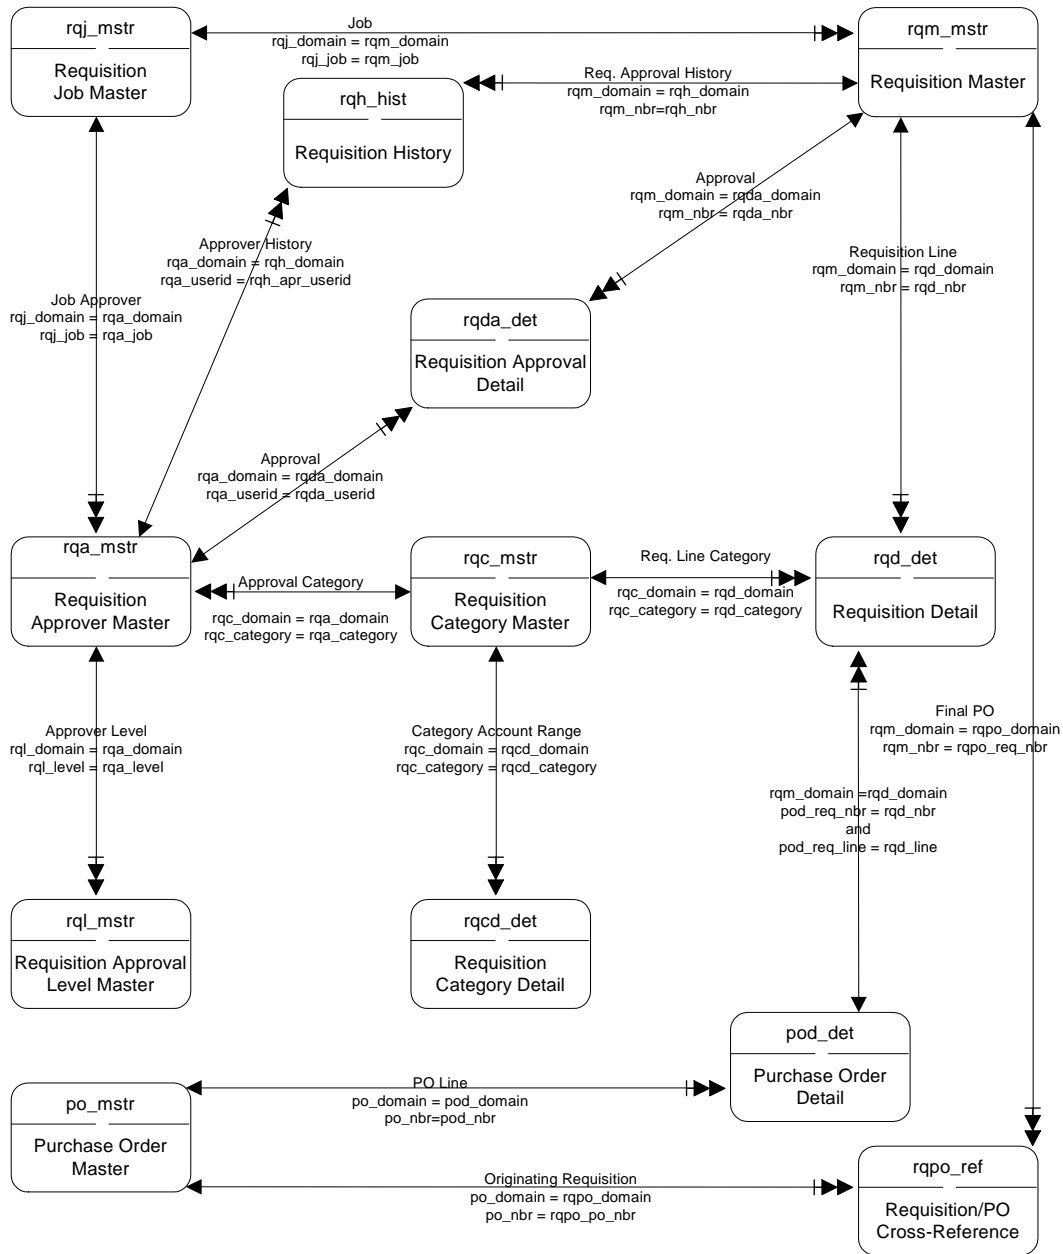 rqj_mstr
Requisition
Job Master
Job
rqj_domain = rqm_domain
rqj_job = rqm_job
rqm_mstr
Requisition Master
rqh_hist
Requisition History
Req. Approval History
rqm_domain = rqh_domain
rqm_nbr=rqh_nbr
Approval
rqm_domain = rqda_domain
rqm_nbr = rqda_nbr
Approver History
rqa_domain = rqh_domain
rqa_userid = rqh_apr_userid
Requisition Line
rqm_domain = rqd_domain
rqm_nbr = rqd_nbr
Job Approver
rqj_domain = rqa_domain
rqj_job = rqa_job
rqda_det
Requisition Approval
Detail
Approval
rqa_domain = rqda_domain
rqa_userid = rqda_userid
rqa_mstr
Requisition
Approver Master
Approval Category
rqc_domain = rqa_domain
rqc_category = rqa_category
rqc_mstr
Requisition
Category Master
Req. Line Category
rqc_domain = rqd_domain
rqc_category = rqd_category
rqd_det
Requisition Detail
Approver Level
rql_domain = rqa_domain
rql_level = rqa_level
Category Account Range
rqc_domain = rqcd_domain
rqc_category = rqcd_category
Final PO
rqm_domain = rqpo_domain
rqm_nbr = rqpo_req_nbr
rqm_domain =rqd_domain
pod_req_nbr = rqd_nbr
and
pod_req_line = rqd_line
rql_mstr
Requisition Approval
Level Master
rqcd_det
Requisition
Category Detail
pod_det
Purchase Order
Detail
po_mstr
Purchase Order
Master
PO Line
po_domain = pod_domain
po_nbr=pod_nbr
Originating Requisition
po_domain = rqpo_domain
po_nbr = rqpo_po_nbr
rqpo_ref
Requisition/PO
Cross-Reference